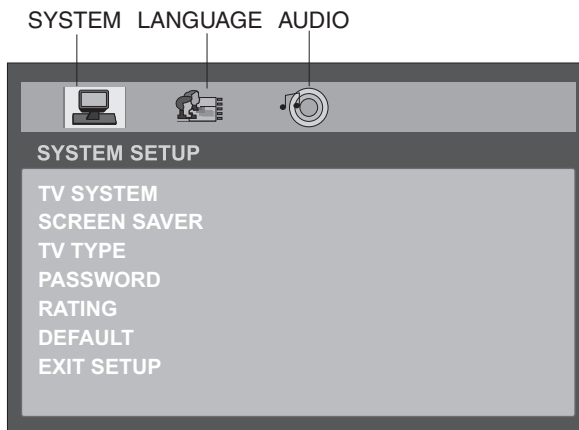 SYSTEM LANGUAGE AUDIO
SYSTEM SETUP
TV SYSTEM
SCREEN SAVER
TV TYPE
PASSWORD
RATING
DEFAULT
EXIT SETUP